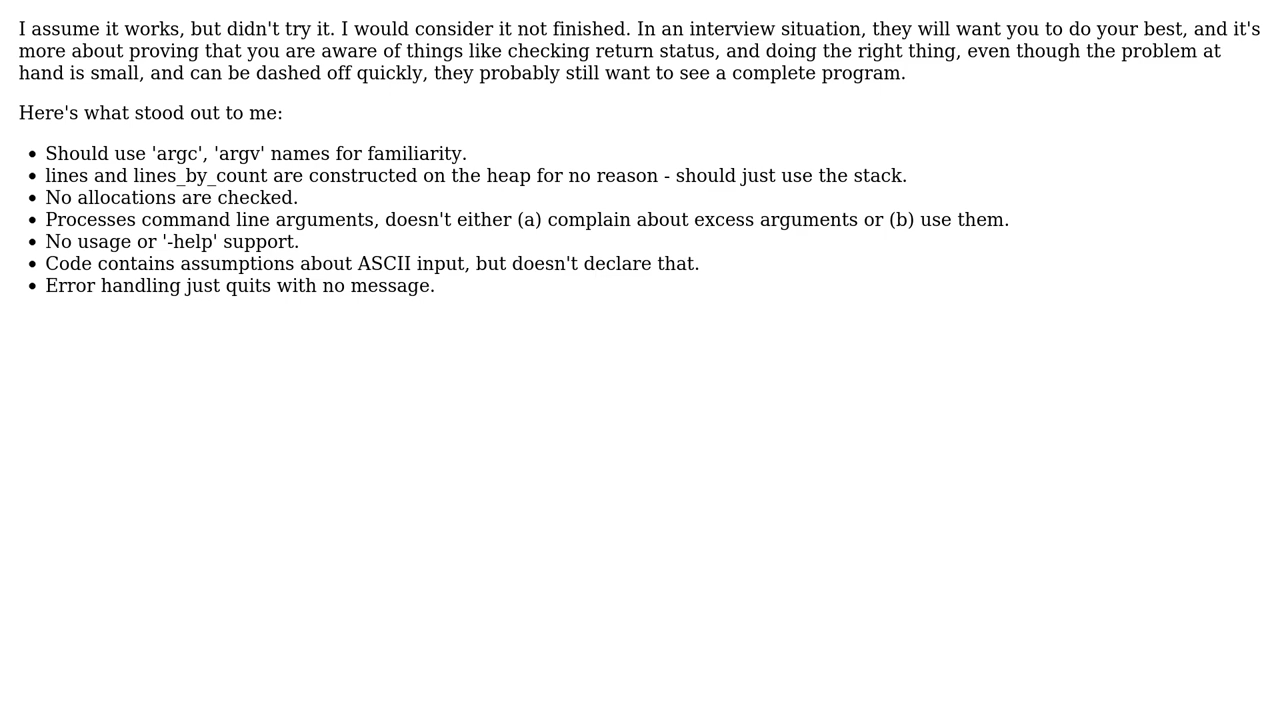 I assume it works, but didn't try it. I would consider it not finished. In an interview situation, they will want you to do your best, and it's
more about proving that you are aware of things like checking return status, and doing the right thing, even though the problem at
hand is small, and can be dashed off quickly, they probably still want to see a complete program.
Here's what stood out to me:
• Should use 'argc', 'argv' names for familiarity.
• lines and lines_by_count are constructed on the heap for no reason - should just use the stack.
• No allocations are checked.
• Processes command line arguments, doesn't either (a) complain about excess arguments or (b) use them.
• No usage or '-help' support.
• Code contains assumptions about ASCII input, but doesn't declare that.
• Error handling just quits with no message.